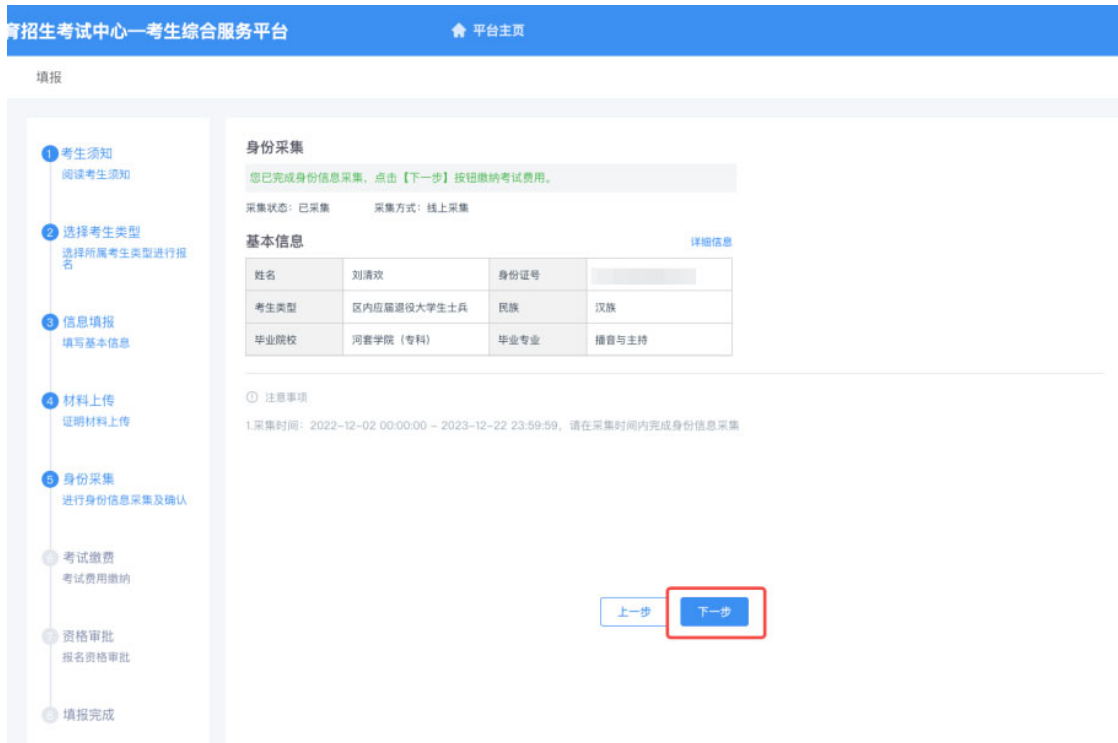 育招生考试中心—考生综合服务平台
平台主页
填报
1 考生须知
阅读考生须知
2 选择考生类型
选择所属考生类型进行报
名
3 信息填报
填写基本信息
4 材料上传
证明材料上传
5 身份采集
进行身份信息采集及确认
6 考试缴费
考试费用缴纳
7 资格审批
报名资格审批
8 填报完成
身份采集
您已完成身份信息采集，点击【下一步】按钮缴纳考试费用。
采集状态：已采集 采集方式：线上采集
基本信息 详细信息
姓名 刘清欢 身份证号
考生类型 区内应届退役大学生士兵 民族 汉族
毕业院校 河套学院（专科） 毕业专业 播音与主持
注意事项
1.采集时间：2022-12-02 00:00:00 ~ 2023-12-22 23:59:59，请在采集时间内完成身份信息采集
上一步 下一步